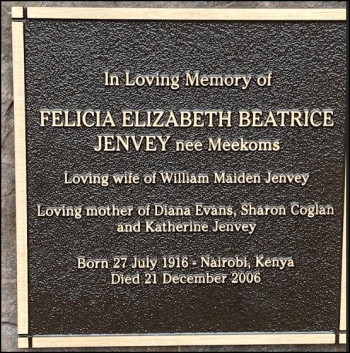 In Loving Memory of
FELICIA ELIZABETH BEATRICE
JENVEY nee Meekoms
Loving wife of William Maiden Jenvey
Loving mother of Diana Evans, Sharon Coglan
and Katherine Jenvey
Born 27 July 1916 - Nairobi, Kenya
Died 21 December 2006